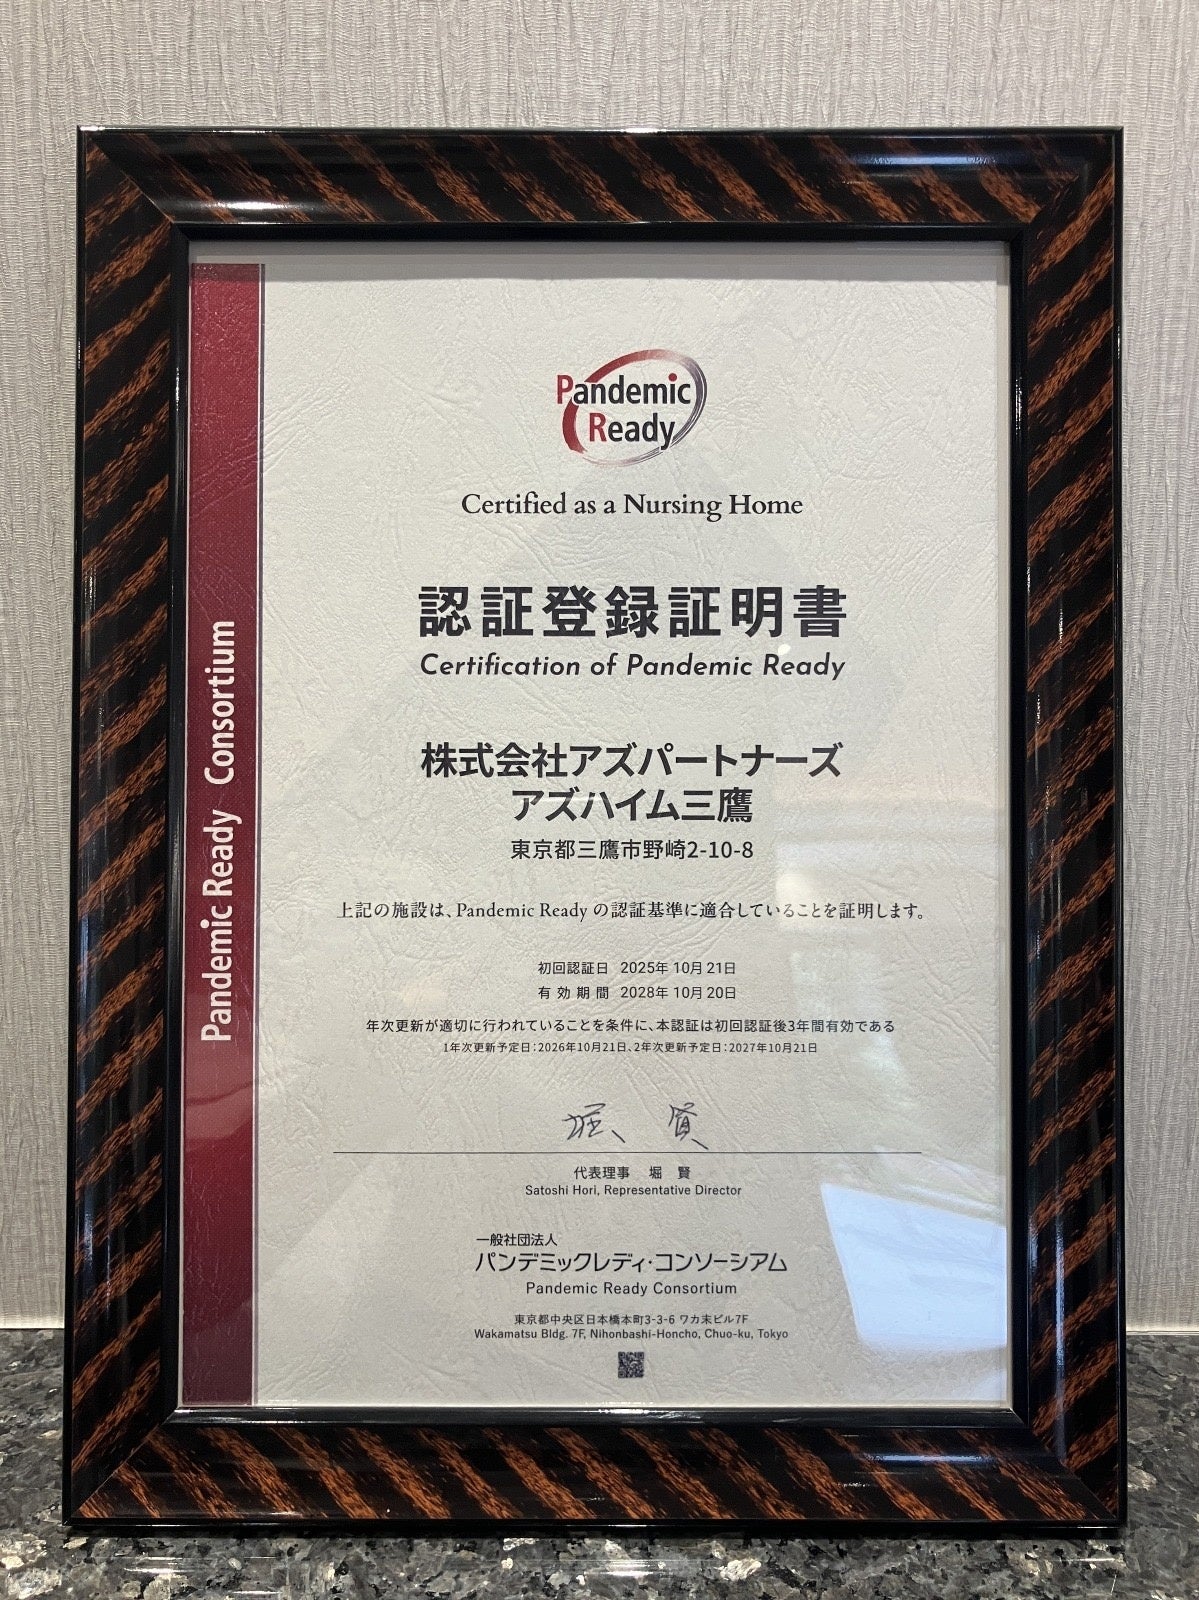 Pandemic
Ready
Certified as a Nursing Home
認証登録証明書
Certification of Pandemic Ready
株式会社アズパートナーズ
アズハイム三鷹
東京都三鷹市野崎2-10-8
上記の施設は、Pandemic Ready の認証基準に適合していることを証明します。
初回認証日 2025年10月21日
有効期間 2028年10月20日
年次更新が適切に行われていることを条件に、本認証は初回認証後3年間有効である
1年次更新予定日：2026年10月21日、2年次更新予定日：2027年10月21日
堀 賢
代表理事 堀 賢
Satoshi Hori, Representative Director
一般社団法人
パンデミックレディ・コンソーシアム
Pandemic Ready Consortium
東京都中央区日本橋本町3-3-6 ワカ末ビル7F
Wakamatsu Bldg. 7F, Nihonbashi-Honcho, Chuo-ku, Tokyo
Pandemic Ready Consortium